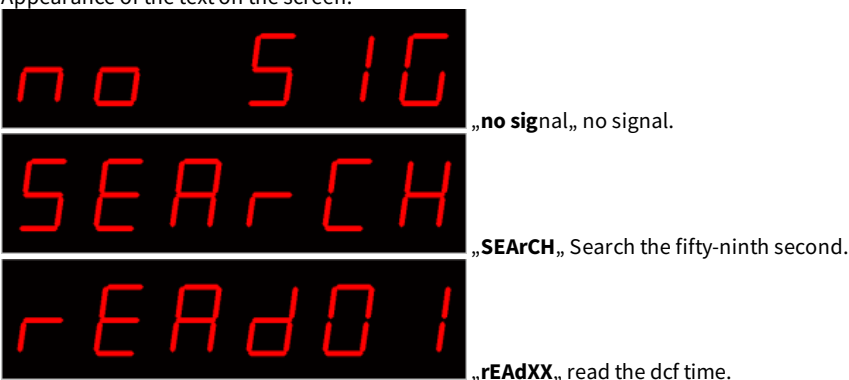 Appearance of the text on the screen:
no SIG
„no signal„ no signal.
SEArCH
„SEArCH„ Search the fifty-ninth second.
rEAd01
„rEAdXX„ read the dcf time.